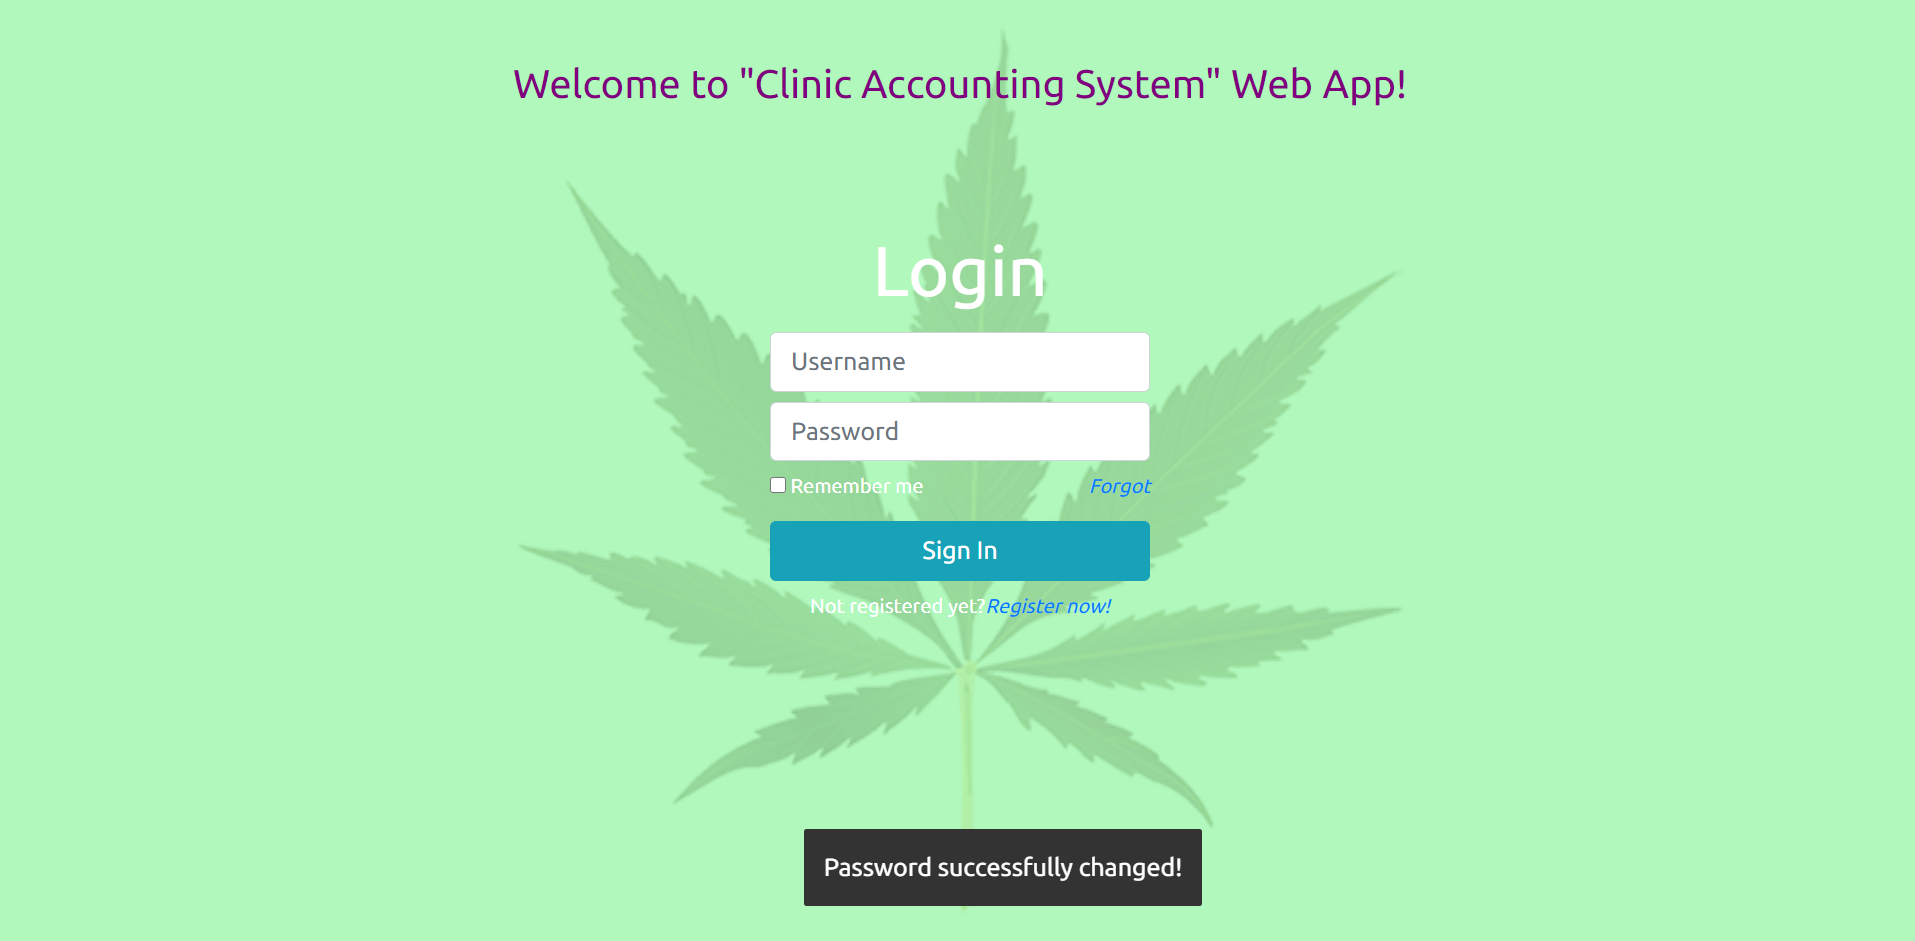 Welcome to "Clinic Accounting System" Web App!
Login
Username
Password
Remember me Forgot
Sign In
Not registered yet?Register now!
Password successfully changed!